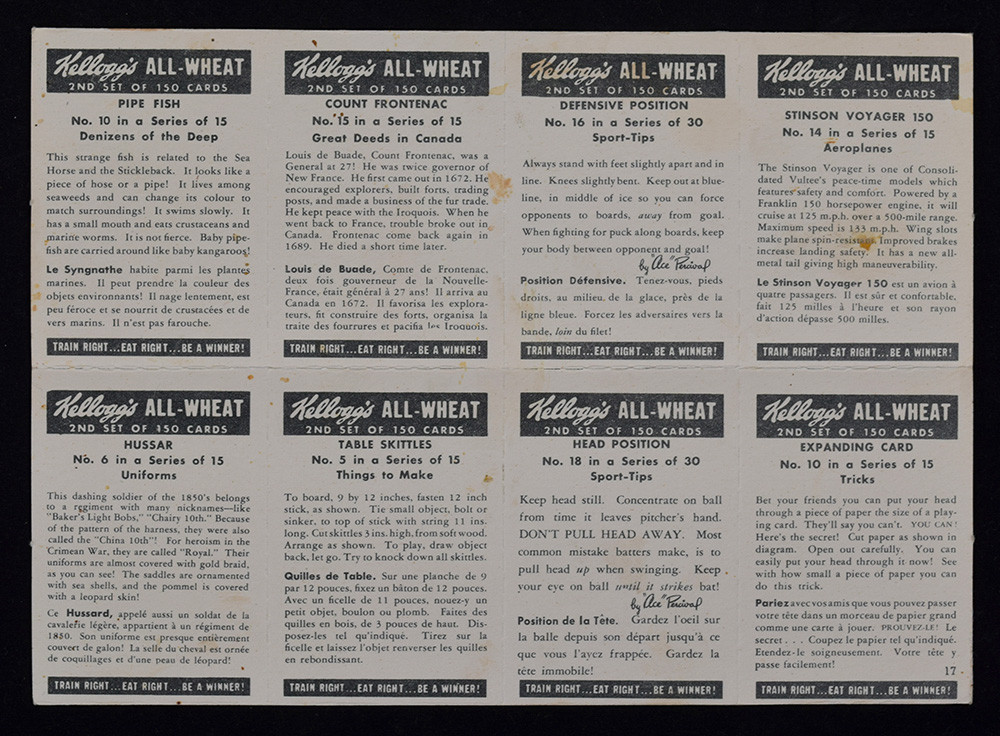 Kellogg's ALL-WHEAT
2ND SET OF 150 CARDS
PIPE FISH
No. 10 in a Series of 15
Denizens of the Deep
This strange fish is related to the Sea
Horse and the Stickleback. It looks like a
piece of hose or a pipe! It lives among
seaweeds and can change its colour to
match surroundings! It swims slowly. It
has a small mouth and eats crustaceans and
marine worms. It is not fierce. Baby pipe-
fish are carried around like baby kangaroos!
Le Syngnathe habite parmi les plantes
marines. Il peut prendre la couleur des
objets environnants! Il nage lentement, est
peu féroce et se nourrit de crustacées et de
vers marins. Il n'est pas farouche.
TRAIN RIGHT...EAT RIGHT...BE A WINNER!
Kellogg's ALL-WHEAT
2ND SET OF 150 CARDS
COUNT FRONTENAC
No. 15 in a Series of 15
Great Deeds in Canada
Louis de Buade, Count Frontenac, was a
General at 27! He was twice governor of
New France. He first came out in 1672. He
encouraged explorers, built forts, trading
posts, and made a business of the fur trade.
He kept peace with the Iroquois. When he
went back to France, trouble broke out in
Canada. Frontenac come back again in
1689. He died a short time later.
Louis de Buade, Comte de Frontenac,
deux fois gouverneur de la Nouvelle-
France, était général à 27 ans! Il arriva au
Canada en 1672. Il favorisa les explora-
teurs, fit construire des forts, organisa la
traite des fourrures et pacifia les Iroquois.
TRAIN RIGHT...EAT RIGHT...BE A WINNER!
Kellogg's ALL-WHEAT
2ND SET OF 150 CARDS
DEFENSIVE POSITION
No. 16 in a Series of 30
Sport-Tips
Always stand with feet slightly apart and in
line. Knees slightly bent. Keep out at blue-
line, in middle of ice so you can force
opponents to boards, away from goal.
When fighting for puck along boards, keep
your body between opponent and goal!
by "Ace" Percival
Position Défensive. Tenez-vous, pieds
droits, au milieu de la glace, près de la
ligne bleue. Forcez les adversaires vers la
bande, loin du filet!
TRAIN RIGHT...EAT RIGHT...BE A WINNER!
Kellogg's ALL-WHEAT
2ND SET OF 150 CARDS
STINSON VOYAGER 150
No. 14 in a Series of 15
Aeroplanes
The Stinson Voyager is one of Consoli-
dated Vultee's peace-time models which
features safety and comfort. Powered by a
Franklin 150 horsepower engine, it will
cruise at 125 m.p.h. over a 500-mile range.
Maximum speed is 133 m.p.h. Wing slots
make plane spin-resistant. Improved brakes
increase landing safety. It has a new all-
metal tail giving high maneuverability.
Le Stinson Voyager 150 est un avion à
quatre passagers. Il est sûr et confortable,
fait 125 milles à l'heure et son rayon
d'action dépasse 500 milles.
TRAIN RIGHT...EAT RIGHT...BE A WINNER!
Kellogg's ALL-WHEAT
2ND SET OF 150 CARDS
HUSSAR
No. 6 in a Series of 15
Uniforms
This dashing soldier of the 1850's belongs
to a regiment with many nicknames—like
"Baker's Light Bobs," "Chairy 10th." Because
of the pattern of the harness, they were also
called the "China 10th"! For heroism in the
Crimean War, they are called "Royal." Their
uniforms are almost covered with gold braid,
as you can see! The saddles are ornamented
with sea shells, and the pommel is covered
with a leopard skin!
Ce Hussard, appelé aussi un soldat de la
cavalerie légère, appartient à un régiment de
1850. Son uniforme est presque entièrement
couvert de galon! La selle du cheval est ornée
de coquillages et d'une peau de léopard!
TRAIN RIGHT...EAT RIGHT...BE A WINNER!
Kellogg's ALL-WHEAT
2ND SET OF 150 CARDS
TABLE SKITTLES
No. 5 in a Series of 15
Things to Make
To board, 9 by 12 inches, fasten 12 inch
stick, as shown. Tie small object, bolt or
sinker, to top of stick with string 11 ins.
long. Cut skittles 3 ins. high, from soft wood.
Arrange as shown. To play, draw object
back, let go. Try to knock down all skittles.
Quilles de Table. Sur une planche de 9
par 12 pouces, fixez un bâton de 12 pouces.
Avec un ficelle de 11 pouces, nouez-y un
petit objet, boulon ou plomb. Faites des
quilles en bois, de 3 pouces de haut. Dis-
posez-les tel qu'indiqué. Tirez sur la
ficelle et laissez l'objet renverser les quilles
en rebondissant.
TRAIN RIGHT...EAT RIGHT...BE A WINNER!
Kellogg's ALL-WHEAT
2ND SET OF 150 CARDS
HEAD POSITION
No. 18 in a Series of 30
Sport-Tips
Keep head still. Concentrate on ball
from time it leaves pitcher's hand.
DON'T PULL HEAD AWAY. Most
common mistake batters make, is to
pull head up when swinging. Keep
your eye on ball until it strikes bat!
by "Ace" Percival
Position de la Tête. Gardez l'oeil sur
la balle depuis son départ jusqu'à ce
que vous l'ayez frappée. Gardez la
tête immobile!
TRAIN RIGHT...EAT RIGHT...BE A WINNER!
Kellogg's ALL-WHEAT
2ND SET OF 150 CARDS
EXPANDING CARD
No. 10 in a Series of 15
Tricks
Bet your friends you can put your head
through a piece of paper the size of a play-
ing card. They'll say you can't. YOU CAN!
Here's the secret! Cut paper as shown in
diagram. Open out carefully. You can
easily put your head through it now! See
with how small a piece of paper you can
do this trick.
Pariez avec vos amis que vous pouvez passer
votre tête dans un morceau de papier grand
comme une carte à jouer. PROUVEZ-LE! Le
secret . . . Coupez le papier tel qu'indiqué.
Etendez-le soigneusement. Votre tête y
passe facilement!
17
TRAIN RIGHT...EAT RIGHT...BE A WINNER!